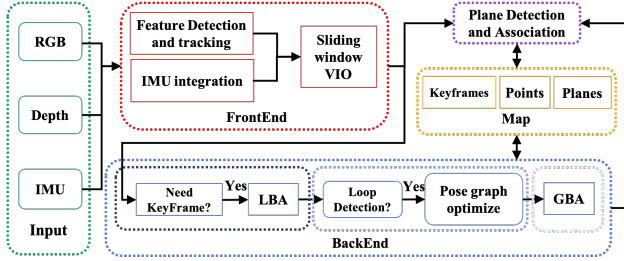 RGB
Depth
IMU
Input
Feature Detection
and tracking
IMU integration
Sliding
window
VIO
FrontEnd
Plane Detection
and Association
Keyframes
Points
Planes
Map
Need
KeyFrame?
Yes
LBA
Loop
Detection?
Yes
Pose graph
optimize
GBA
BackEnd